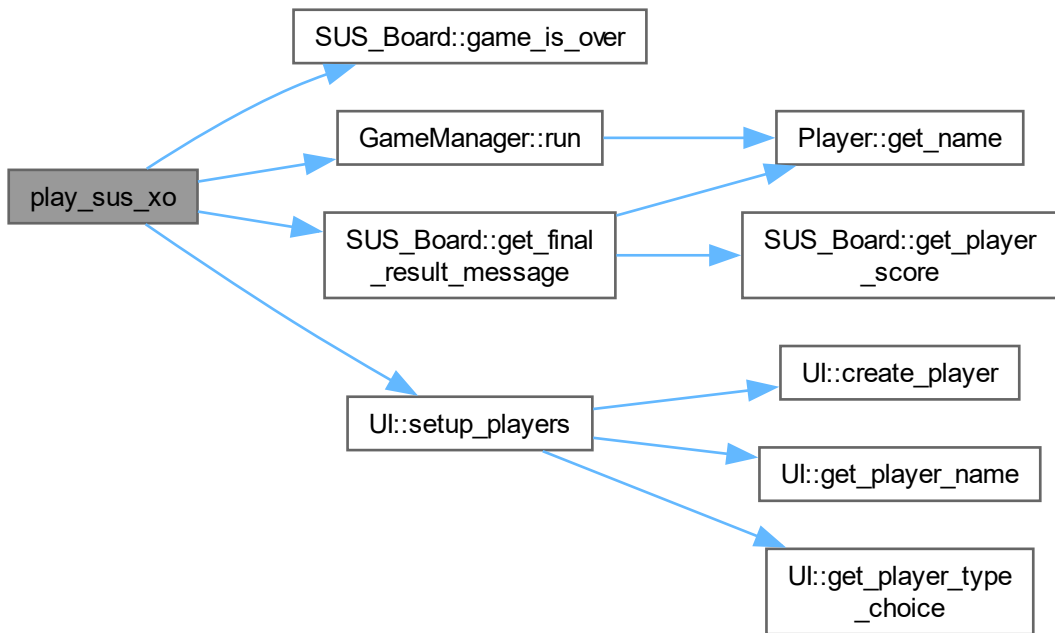 play_sus_xo
SUS_Board::game_is_over
GameManager::run
SUS_Board::get_final
_result_message
UI::setup_players
Player::get_name
SUS_Board::get_player
_score
UI::create_player
UI::get_player_name
UI::get_player_type
_choice